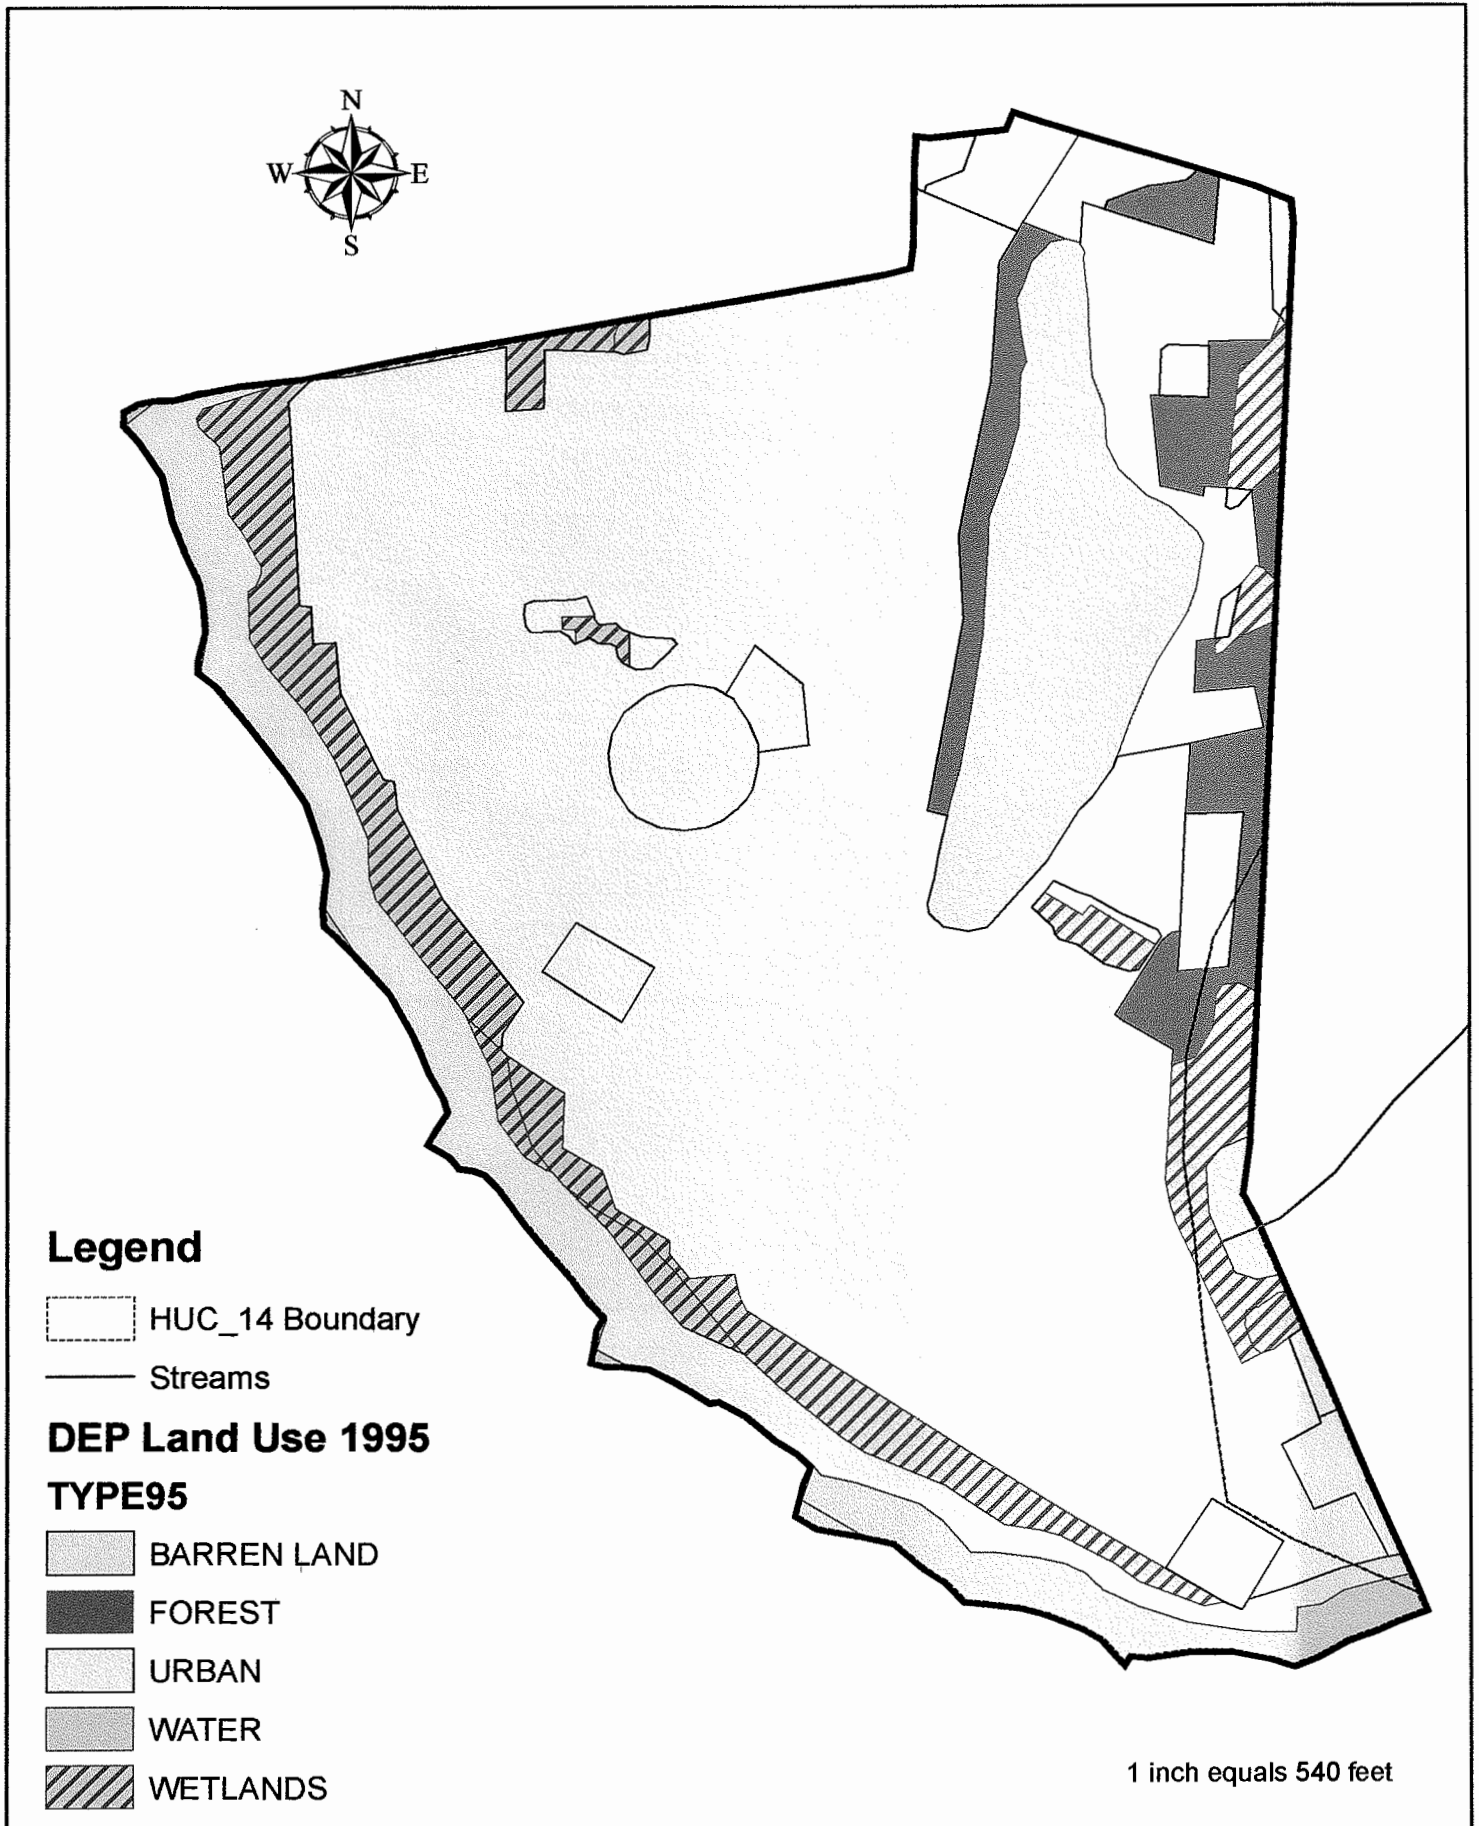 N
W E
S
Legend
HUC_14 Boundary
Streams
DEP Land Use 1995
TYPE95
BARREN LAND
FOREST
URBAN
WATER
WETLANDS
1 inch equals 540 feet